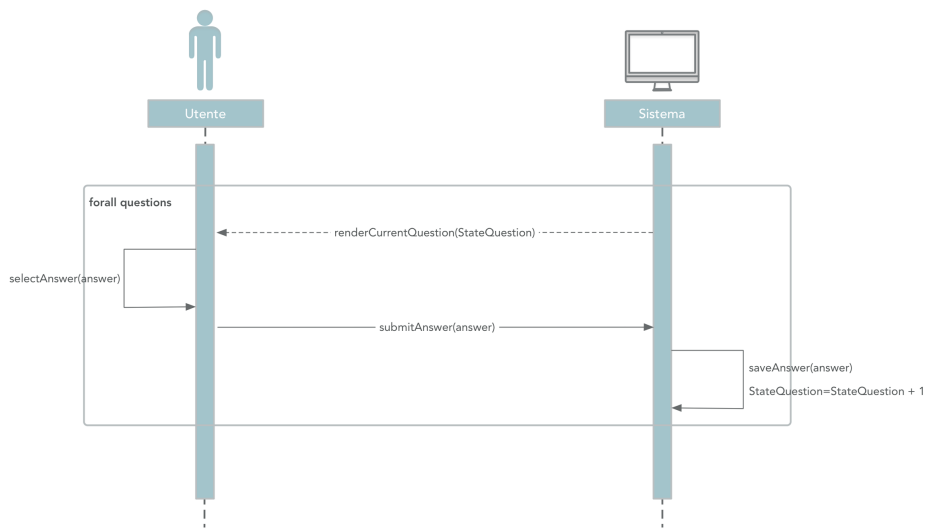 Utente
Sistema
forall questions
renderCurrentQuestion(StateQuestion)
selectAnswer(answer)
submitAnswer(answer)
saveAnswer(answer)
StateQuestion=StateQuestion + 1